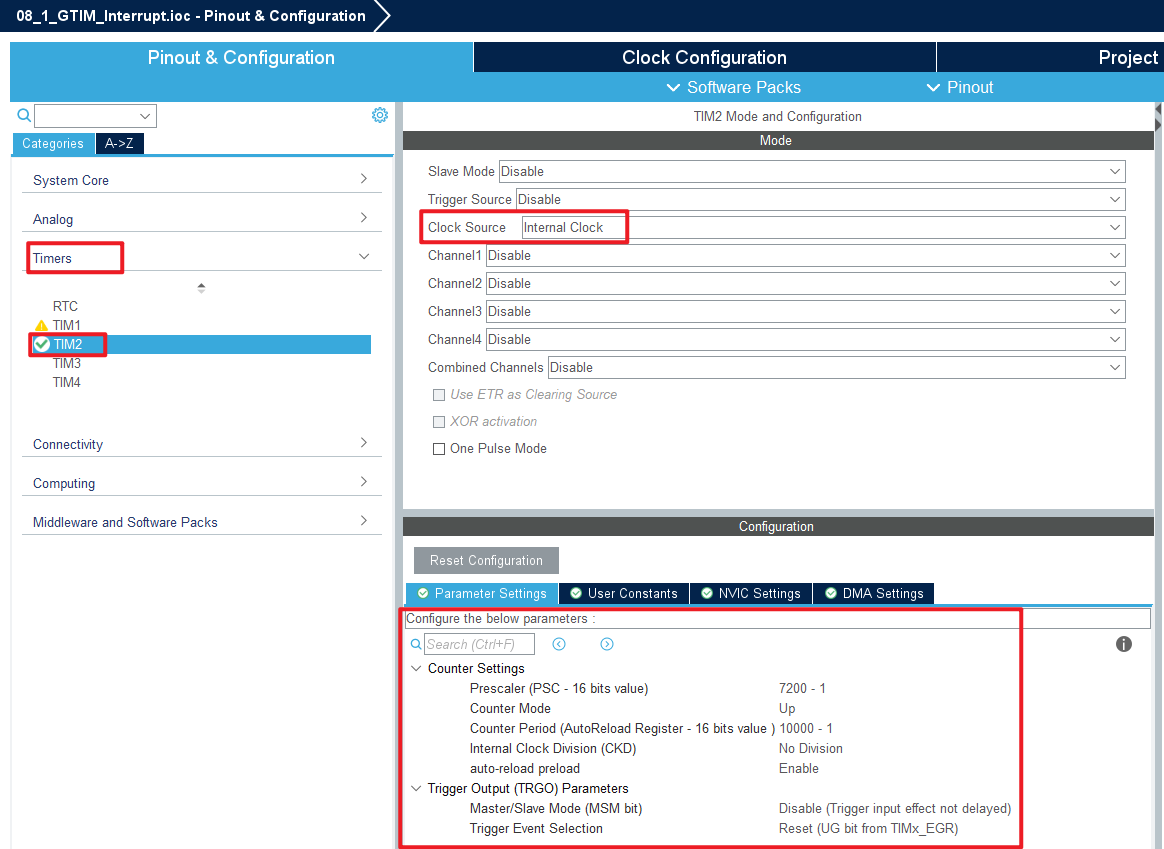 08_1_GTIM_Interrupt.ioc - Pinout & Configuration
Pinout & Configuration
Clock Configuration
Project
Software Packs
Pinout
Categories
A->Z
System Core
Analog
Timers
RTC
TIM1
TIM2
TIM3
TIM4
Connectivity
Computing
Middleware and Software Packs
TIM2 Mode and Configuration
Mode
Slave Mode Disable
Trigger Source Disable
Clock Source Internal Clock
Channel1 Disable
Channel2 Disable
Channel3 Disable
Channel4 Disable
Combined Channels Disable
Use ETR as Clearing Source
XOR activation
One Pulse Mode
Configuration
Reset Configuration
Parameter Settings
User Constants
NVIC Settings
DMA Settings
Configure the below parameters :
Search (Ctrl+F)
Counter Settings
Prescaler (PSC - 16 bits value) 7200 - 1
Counter Mode Up
Counter Period (AutoReload Register - 16 bits value ) 10000 - 1
Internal Clock Division (CKD) No Division
auto-reload preload Enable
Trigger Output (TRGO) Parameters
Master/Slave Mode (MSM bit) Disable (Trigger input effect not delayed)
Trigger Event Selection Reset (UG bit from TIMx_EGR)